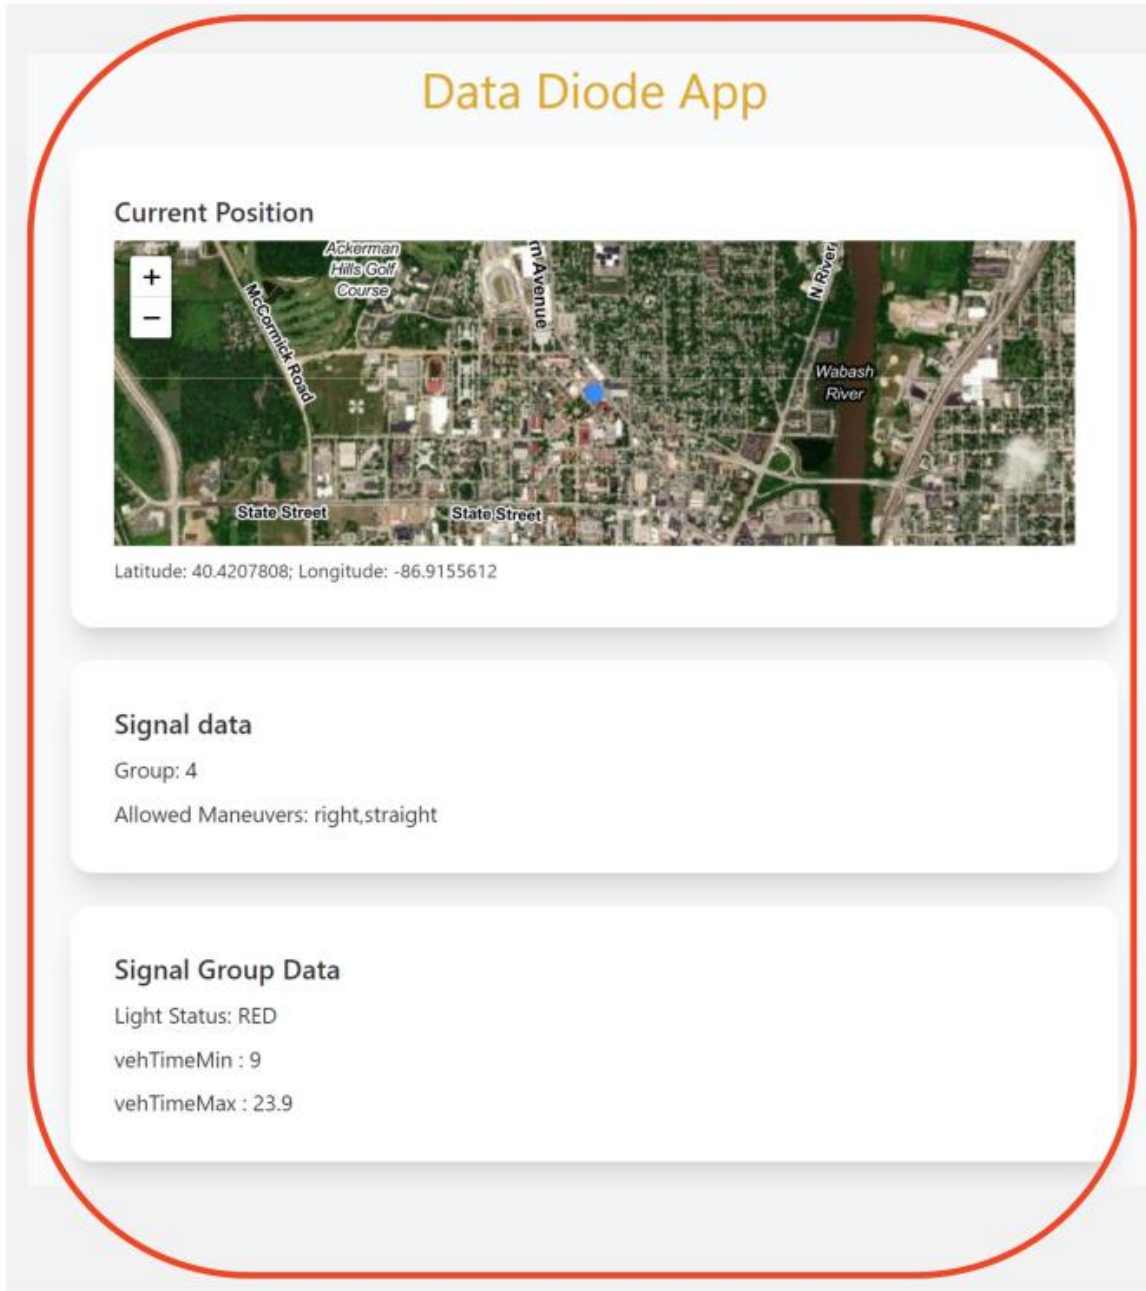 Data Diode App
Current Position
+
−
Ackerman
Hills Golf
Course
McCormick Road
rn Avenue
N River
Wabash
River
State Street
State Street
Latitude: 40.4207808; Longitude: -86.9155612
Signal data
Group: 4
Allowed Maneuvers: right,straight
Signal Group Data
Light Status: RED
vehTimeMin : 9
vehTimeMax : 23.9